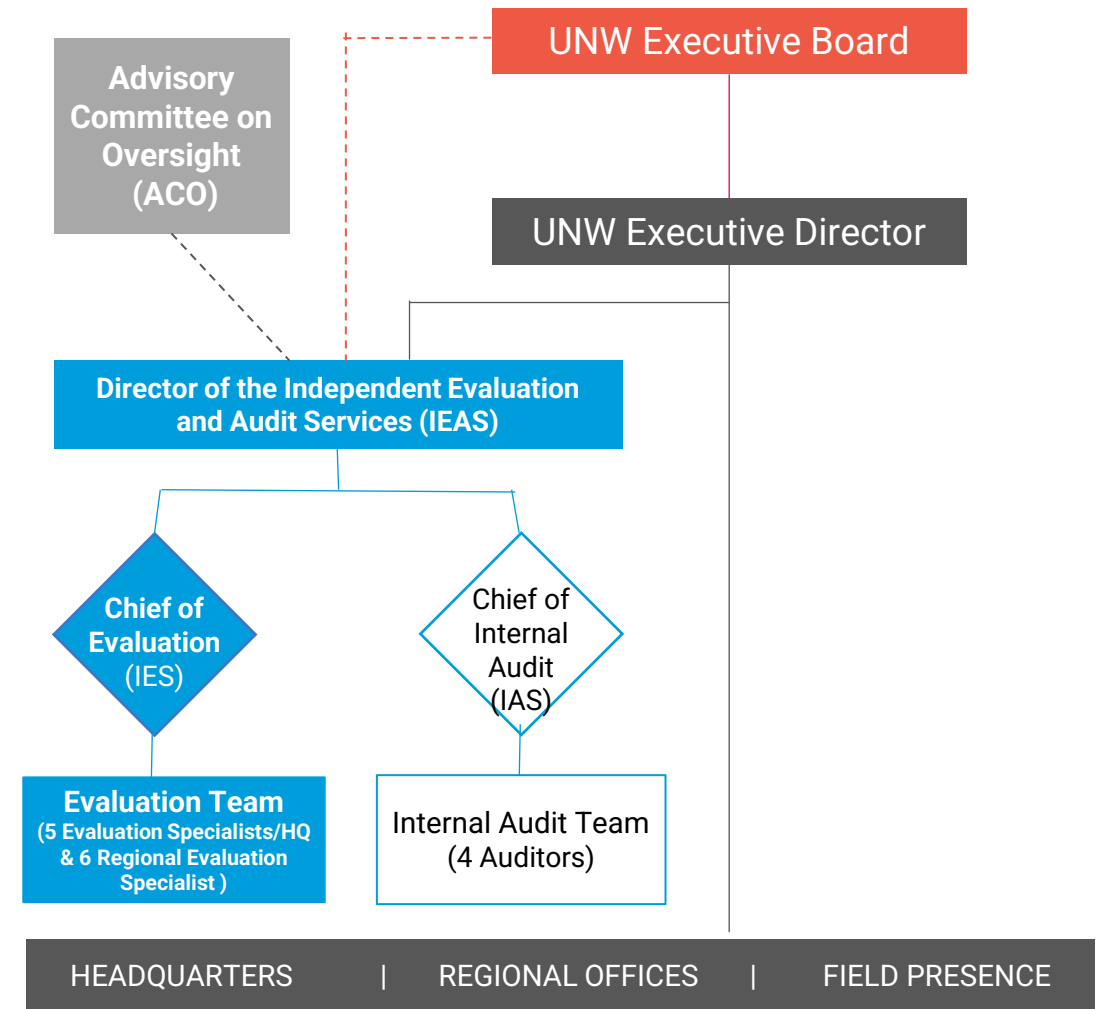 UNW Executive Board
Advisory
Committee on
Oversight
(ACO)
UNW Executive Director
Director of the Independent Evaluation
and Audit Services (IEAS)
Chief of
Evaluation
(IES)
Chief of
Internal
Audit
(IAS)
Evaluation Team
(5 Evaluation Specialists/HQ
& 6 Regional Evaluation
Specialist )
Internal Audit Team
(4 Auditors)
HEADQUARTERS | REGIONAL OFFICES | FIELD PRESENCE